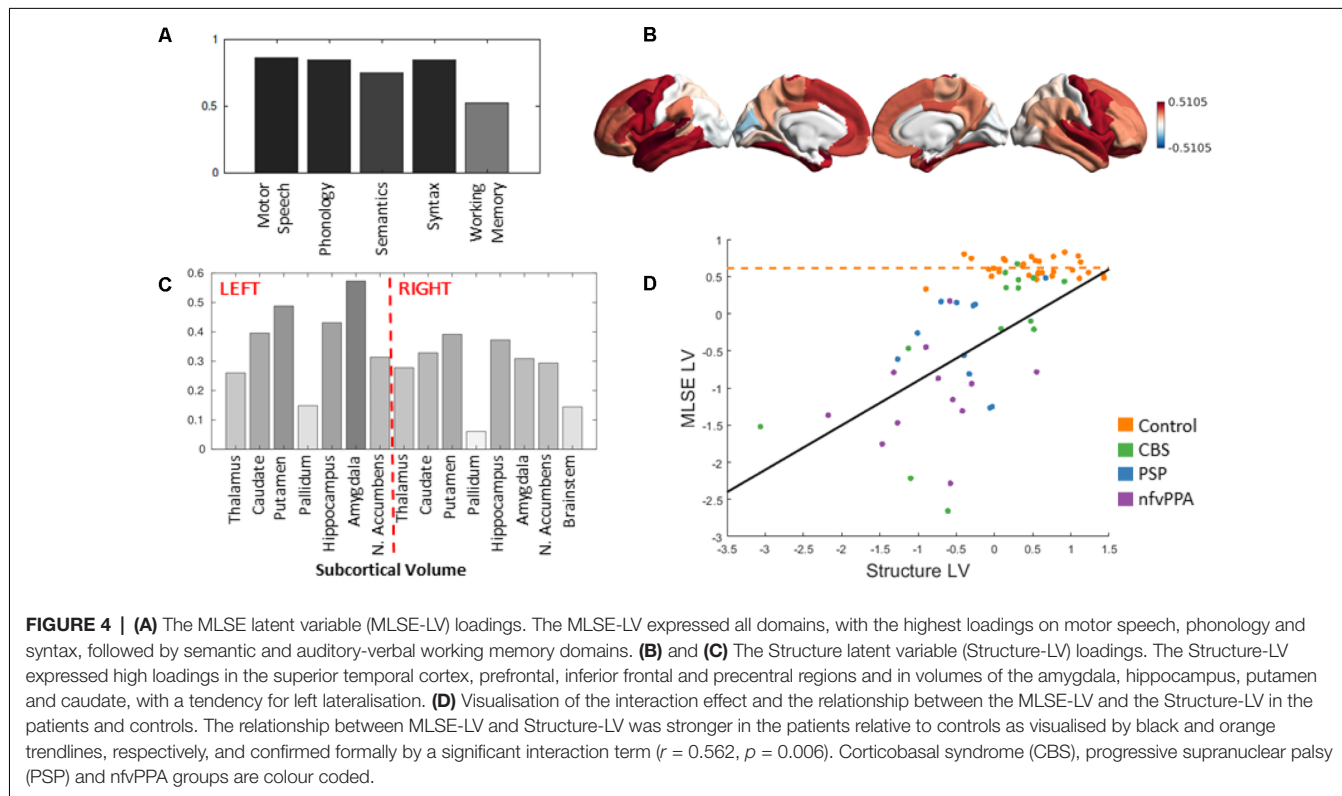 A
1
0.5
0
Motor
Speech
Phonology
Semantics
Syntax
Working
Memory
B
0.5105
-0.5105
C
0.6
0.5
0.4
0.3
0.2
0.1
0
LEFT
RIGHT
Thalamus
Caudate
Putamen
Pallidum
Hippocampus
Amygdala
N. Accumbens
Thalamus
Caudate
Putamen
Pallidum
Hippocampus
Amygdala
N. Accumbens
Brainstem
Subcortical Volume
D
MLSE LV
1
0.5
0
-0.5
-1
-1.5
-2
-2.5
-3
-3.5 -3 -2.5 -2 -1.5 -1 -0.5 0 0.5 1 1.5
Structure LV
Control
CBS
PSP
nfvPPA
FIGURE 4 | (A) The MLSE latent variable (MLSE-LV) loadings. The MLSE-LV expressed all domains, with the highest loadings on motor speech, phonology and
syntax, followed by semantic and auditory-verbal working memory domains. (B) and (C) The Structure latent variable (Structure-LV) loadings. The Structure-LV
expressed high loadings in the superior temporal cortex, prefrontal, inferior frontal and precentral regions and in volumes of the amygdala, hippocampus, putamen
and caudate, with a tendency for left lateralisation. (D) Visualisation of the interaction effect and the relationship between the MLSE-LV and the Structure-LV in the
patients and controls. The relationship between MLSE-LV and Structure-LV was stronger in the patients relative to controls as visualised by black and orange
trendlines, respectively, and confirmed formally by a significant interaction term (r = 0.562, p = 0.006). Corticobasal syndrome (CBS), progressive supranuclear palsy
(PSP) and nfvPPA groups are colour coded.